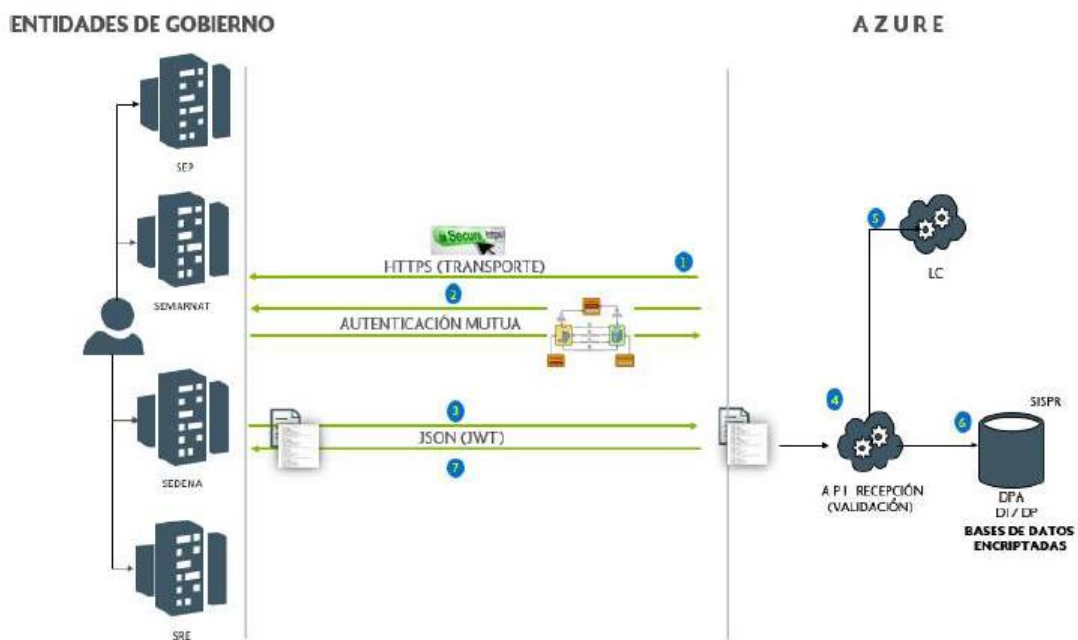 ENTIDADES DE GOBIERNO
AZURE
SEP
SEMARNAT
SEDENA
SRE
Secure
HTTPS (TRANSPORTE)
1
2
AUTENTICACIÓN MUTUA
3
JSON (JWT)
7
4
5
LC
6
SISPR
A P I RECEPCIÓN
(VALIDACIÓN)
DPA
DI / DP
BASES DE DATOS
ENCRIPTADAS